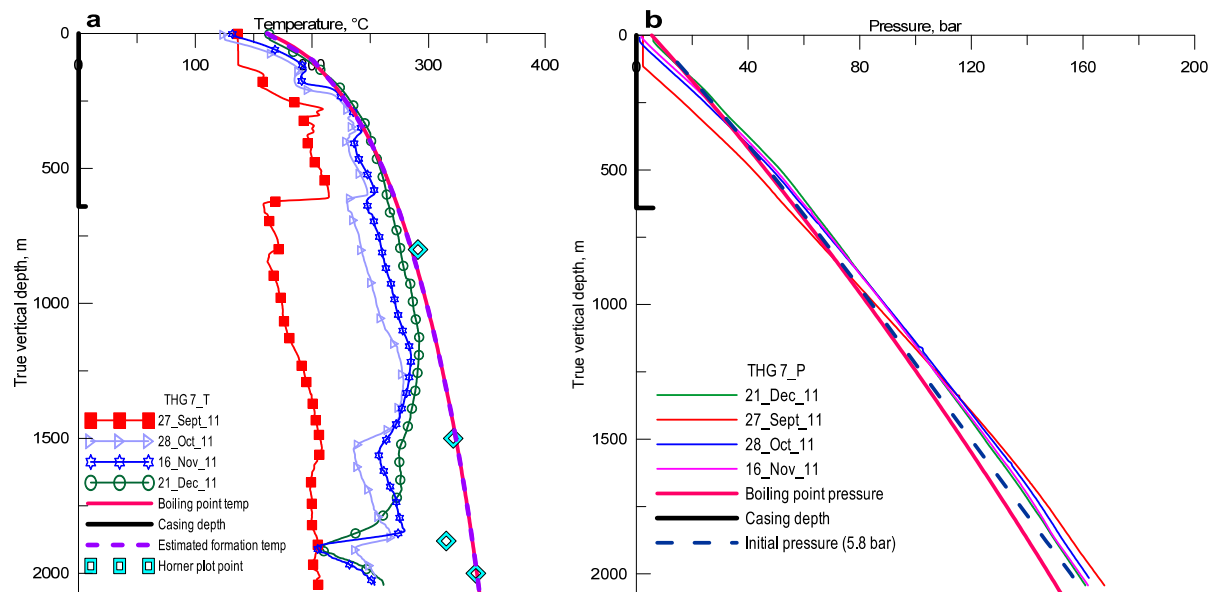 a
Temperature, °C
0
100
200
300
400
0
500
1000
1500
2000
True vertical depth, m
THG 7_T
27_Sept_11
28_Oct_11
16_Nov_11
21_Dec_11
Boiling point temp
Casing depth
Estimated formation temp
Horner plot point
b
Pressure, bar
0
40
80
120
160
200
0
500
1000
1500
2000
True vertical depth, m
THG 7_P
21_Dec_11
27_Sept_11
28_Oct_11
16_Nov_11
Boiling point pressure
Casing depth
Initial pressure (5.8 bar)